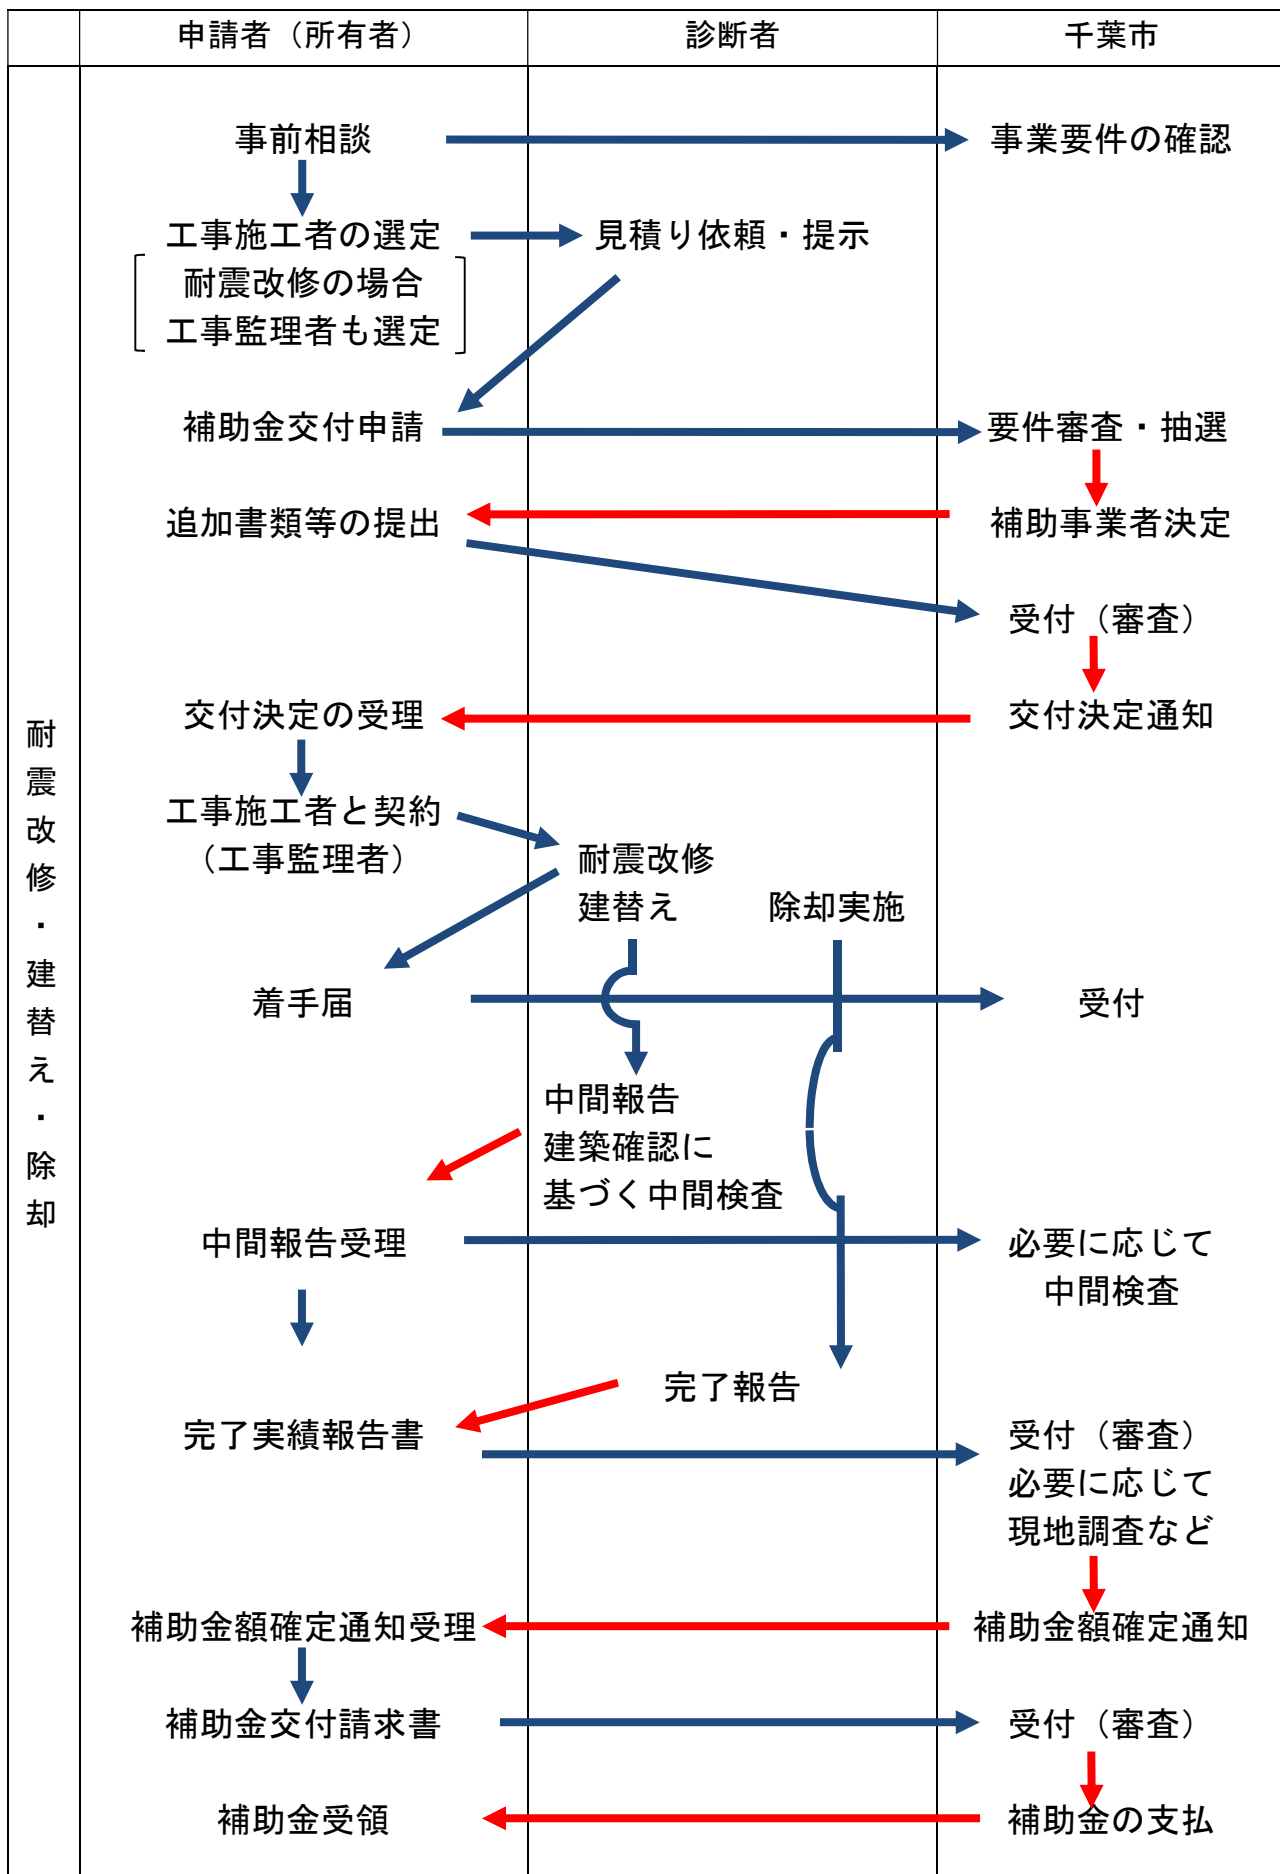 申請者（所有者）
診断者
千葉市
耐震改修・建替え・除却
事前相談
事業要件の確認
工事施工者の選定
見積り依頼・提示
耐震改修の場合
工事監理者も選定
補助金交付申請
要件審査・抽選
追加書類等の提出
補助事業者決定
受付（審査）
交付決定の受理
交付決定通知
工事施工者と契約
（工事監理者）
耐震改修
建替え
除却実施
着手届
受付
中間報告
建築確認に
基づく中間検査
中間報告受理
必要に応じて
中間検査
完了報告
完了実績報告書
受付（審査）
必要に応じて
現地調査など
補助金額確定通知受理
補助金額確定通知
補助金交付請求書
受付（審査）
補助金受領
補助金の支払